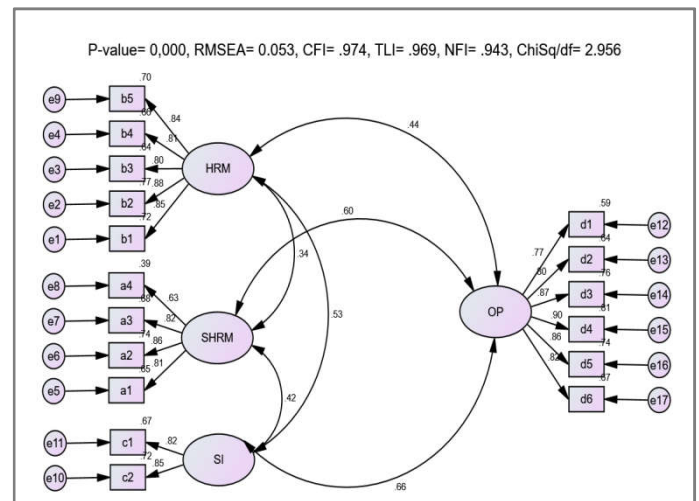 P-value= 0,000, RMSEA= 0.053, CFI= .974, TLI= .969, NFI= .943, ChiSq/df= 2.956
.70
e9 b5
.66
.84
e4 b4
.81
.64
e3 b3
.80
HRM
.77
.88
e2 b2
.72
.85
e1 b1
.44
.60
.34
.53
.39
e8 a4
.63
.68
e7 a3
.82
.74
SHRM
e6 a2
.86
.65
.81
e5 a1
.42
.67
e11 c1
.82
.72
SI
e10 c2
.85
.66
OP
.59
d1 e12
.77
.64
d2 e13
.80
.76
d3 e14
.87
.81
d4 e15
.90
.74
d5 e16
.86
.67
d6 e17
.82